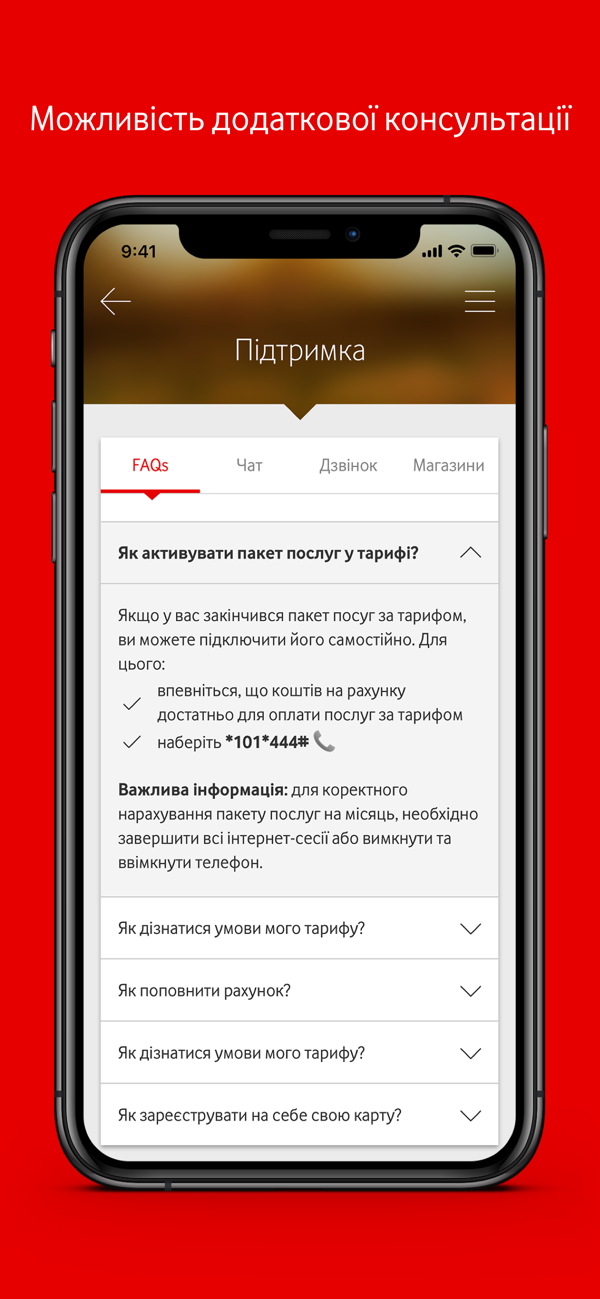 Можливість додаткової консультації
9:41
Підтримка
FAQs
Чат
Дзвінок
Магазини
Як активувати пакет послуг у тарифі?
Якщо у вас закінчився пакет посуг за тарифом,
ви можете підключити його самостійно. Для
цього:
впевніться, що коштів на рахунку
достатньо для оплати послуг за тарифом
наберіть *101*444#
Важлива інформація: для коректного
нарахування пакету послуг на місяць, необхідно
завершити всі інтернет-сесії або вимкнути та
ввімкнути телефон.
Як дізнатися умови мого тарифу?
Як поповнити рахунок?
Як дізнатися умови мого тарифу?
Як зареєструвати на себе свою карту?